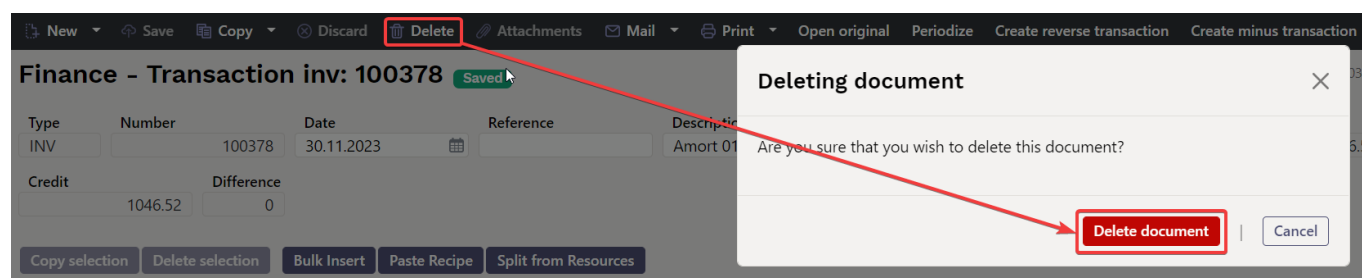 New Save Copy Discard Delete Attachments Mail Print Open original Periodize Create reverse transaction Create minus transaction
Finance - Transaction inv: 100378 Saved
Type Number Date Reference
INV 100378 30.11.2023 Amort 01
Credit Difference
1046.52 0
Copy selection Delete selection Bulk Insert Paste Recipe Split from Resources
Deleting document
Are you sure that you wish to delete this document?
Delete document | Cancel